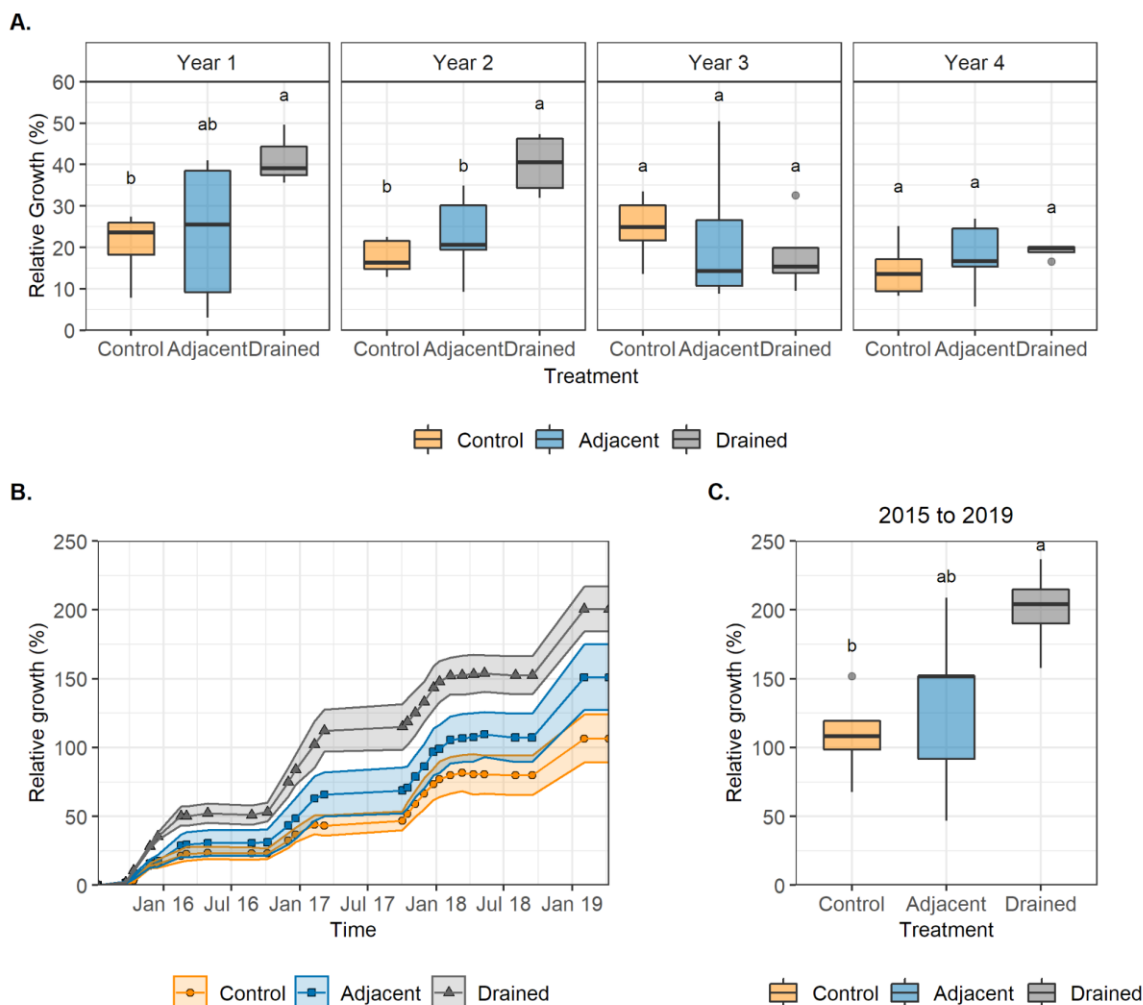 A.
Year 1 Year 2 Year 3 Year 4
Relative Growth (%)
60
50
40
30
20
10
0
b ab a
b b a
a a a
a a a
Control Adjacent Drained Control Adjacent Drained Control Adjacent Drained Control Adjacent Drained
Treatment
Control Adjacent Drained
B.
Relative growth (%)
250
200
150
100
50
0
Jan 16 Jul 16 Jan 17 Jul 17 Jan 18 Jul 18 Jan 19
Time
Control Adjacent Drained
C.
2015 to 2019
Relative growth (%)
250
200
150
100
50
0
b ab a
Control Adjacent Drained
Treatment
Control Adjacent Drained